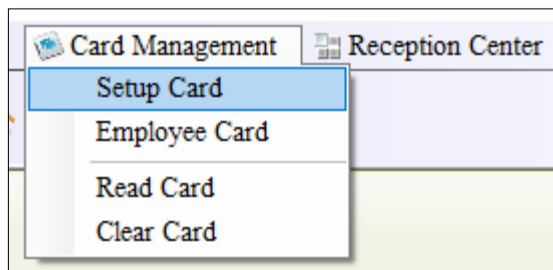 Card Management Reception Center
Setup Card
Employee Card
Read Card
Clear Card